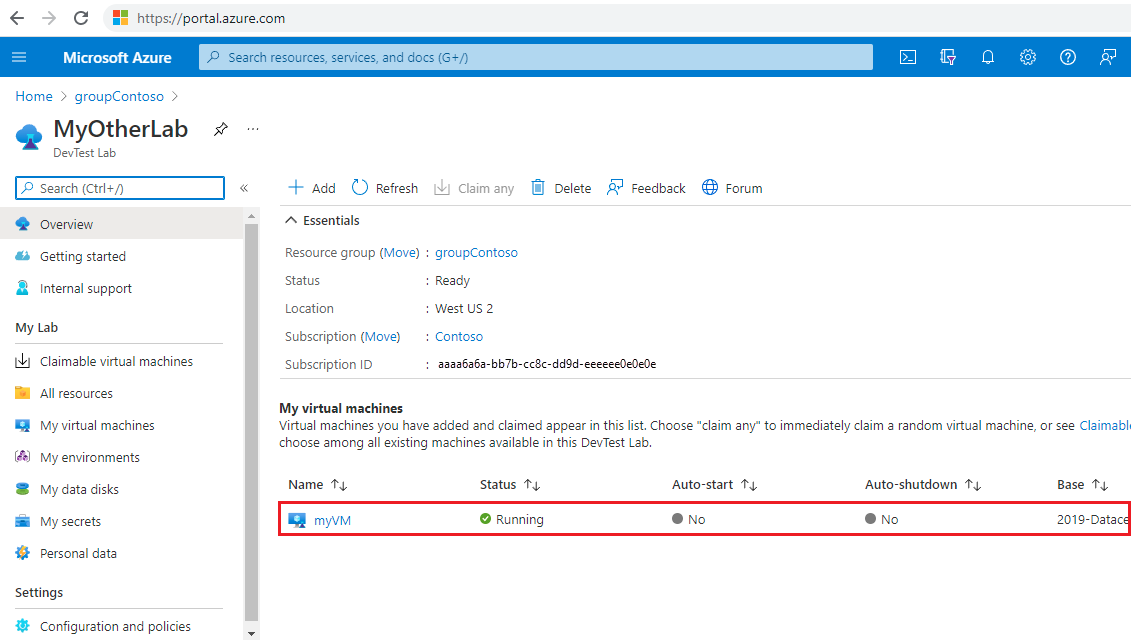 https://portal.azure.com
Microsoft Azure
Search resources, services, and docs (G+/)
Home > groupContoso >
MyOtherLab
DevTest Lab
Search (Ctrl+/)
«
Add
Refresh
Claim any
Delete
Feedback
Forum
Overview
Getting started
Internal support
My Lab
Claimable virtual machines
All resources
My virtual machines
My environments
My data disks
My secrets
Personal data
Settings
Configuration and policies
Essentials
Resource group (Move) : groupContoso
Status : Ready
Location : West US 2
Subscription (Move) : Contoso
Subscription ID : aaaa6a6a-bb7b-cc8c-dd9d-eeeeee0e0e0e
My virtual machines
Virtual machines you have added and claimed appear in this list. Choose "claim any" to immediately claim a random virtual machine, or see Claimabl
choose among all existing machines available in this DevTest Lab.
Name ↑↓ Status ↑↓ Auto-start ↑↓ Auto-shutdown ↑↓ Base ↑↓
myVM Running No No 2019-Datace